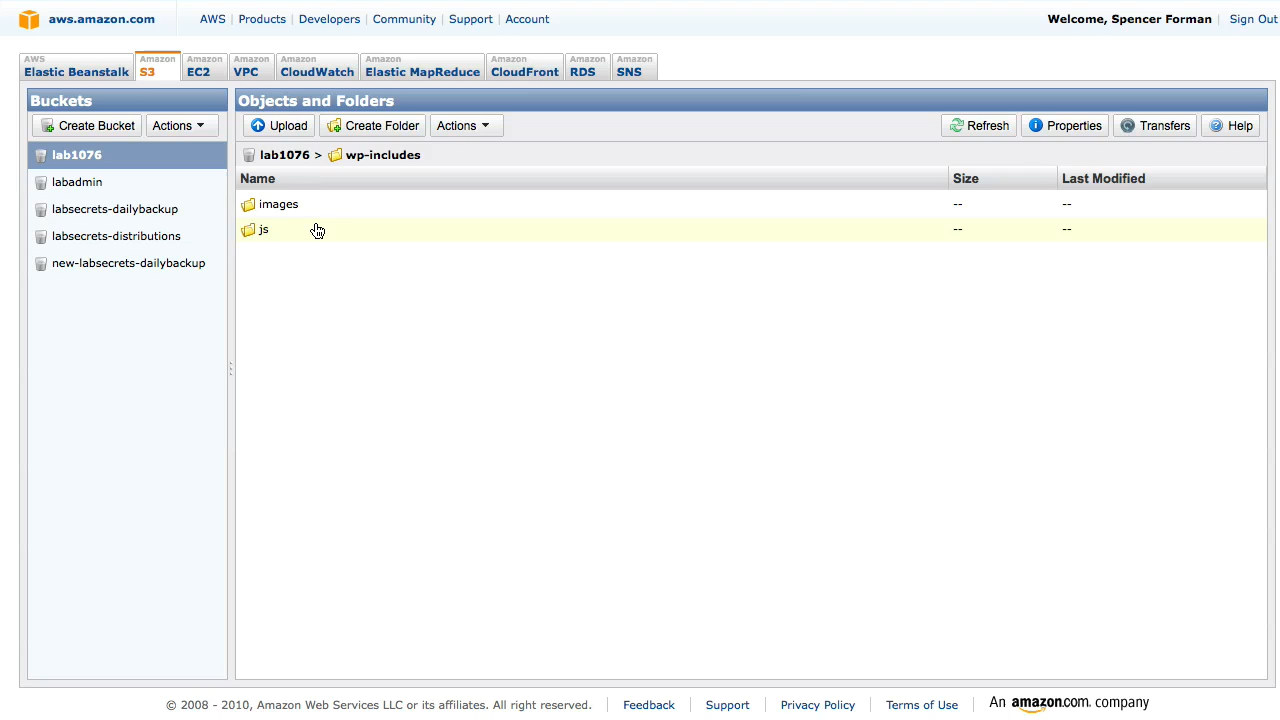 aws.amazon.com AWS | Products | Developers | Community | Support | Account Welcome, Spencer Forman | Sign Out
AWS Elastic Beanstalk
Amazon S3
Amazon EC2
Amazon VPC
Amazon CloudWatch
Amazon Elastic MapReduce
Amazon CloudFront
Amazon RDS
Amazon SNS
Buckets
Create Bucket Actions
lab1076
labadmin
labsecrets-dailybackup
labsecrets-distributions
new-labsecrets-dailybackup
Objects and Folders
Upload Create Folder Actions Refresh Properties Transfers Help
lab1076 > wp-includes
Name Size Last Modified
images -- --
js -- --
© 2008 - 2010, Amazon Web Services LLC or its affiliates. All right reserved. | Feedback | Support | Privacy Policy | Terms of Use | An amazon.com company